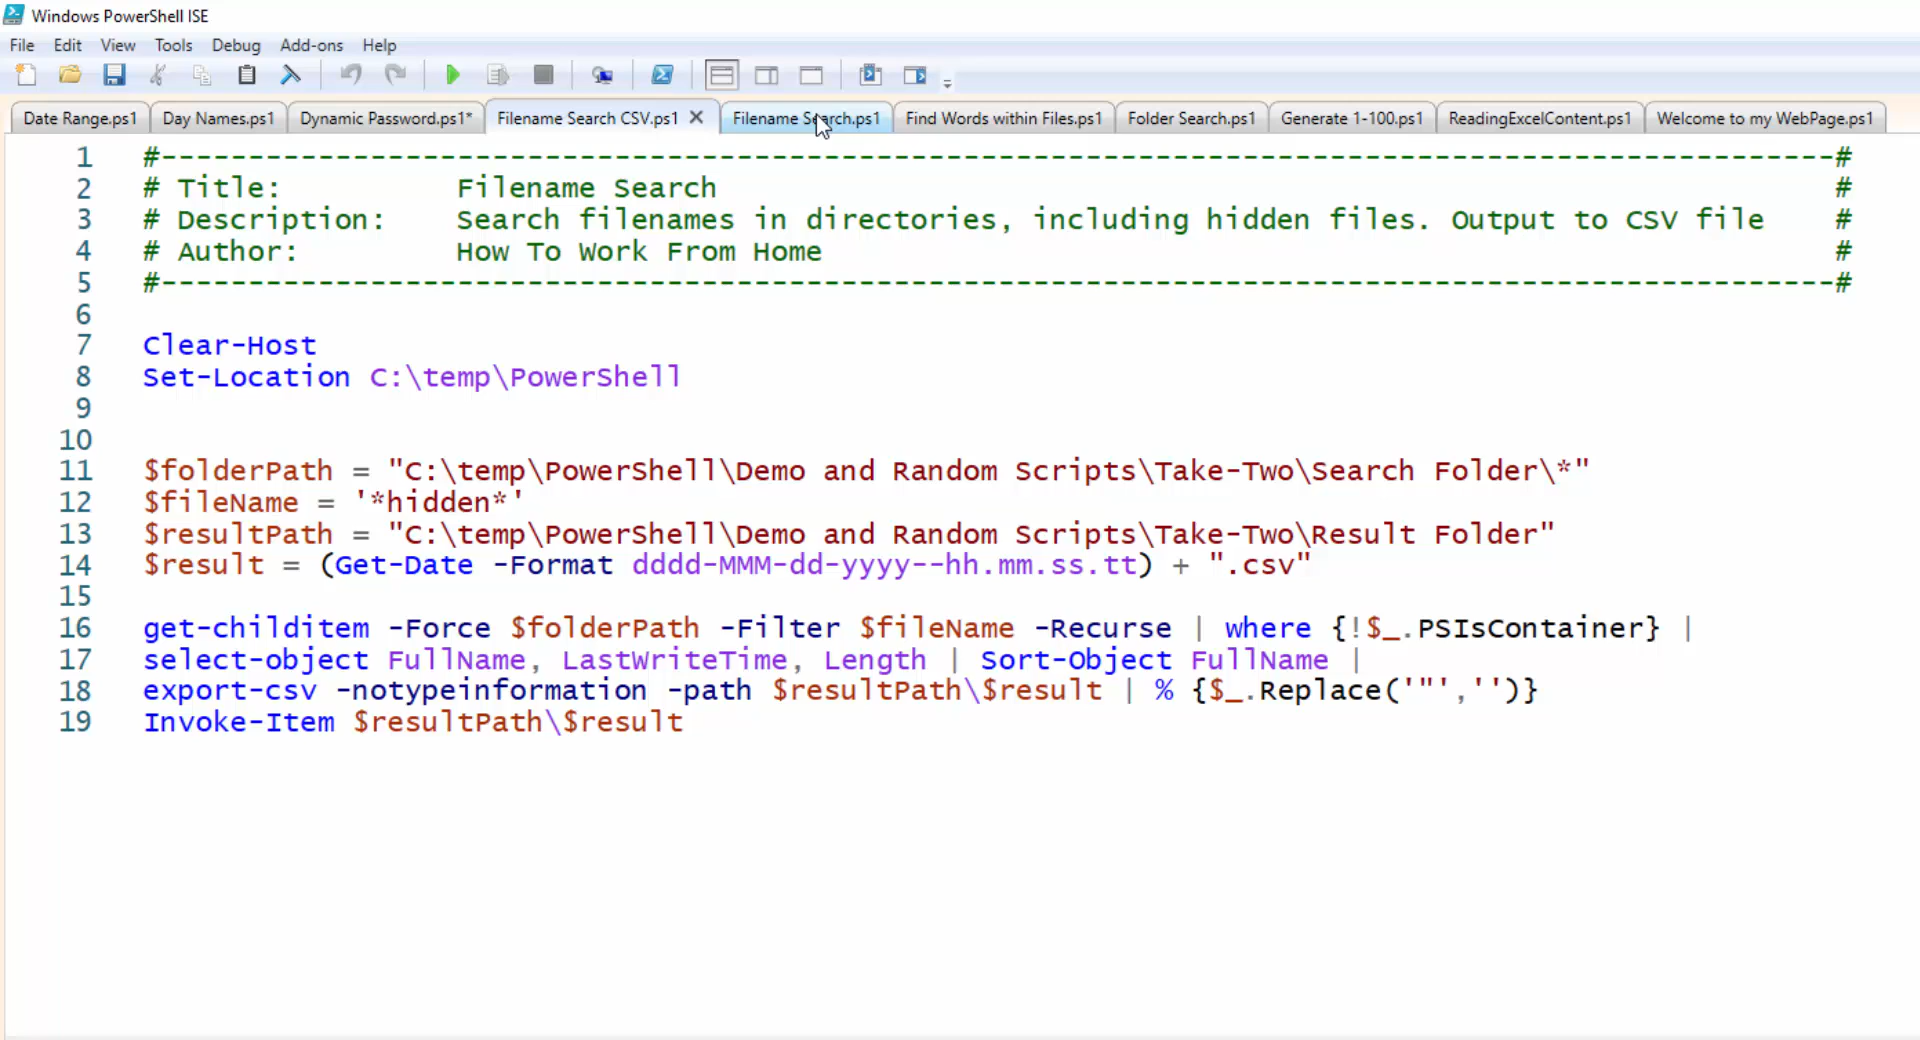 Windows PowerShell ISE
File Edit View Tools Debug Add-ons Help
Date Range.ps1 Day Names.ps1 Dynamic Password.ps1* Filename Search CSV.ps1 Filename Search.ps1 Find Words within Files.ps1 Folder Search.ps1 Generate 1-100.ps1 ReadingExcelContent.ps1 Welcome to my WebPage.ps1
1 #------------------------------------------------------------------------------------------------#
2 # Title: Filename Search #
3 # Description: Search filenames in directories, including hidden files. Output to CSV file #
4 # Author: How To Work From Home #
5 #------------------------------------------------------------------------------------------------#
6
7 Clear-Host
8 Set-Location C:\temp\PowerShell
9
10
11 $folderPath = "C:\temp\PowerShell\Demo and Random Scripts\Take-Two\Search Folder\*"
12 $fileName = '*hidden*'
13 $resultPath = "C:\temp\PowerShell\Demo and Random Scripts\Take-Two\Result Folder"
14 $result = (Get-Date -Format dddd-MMM-dd-yyyy--hh.mm.ss.tt) + ".csv"
15
16 get-childitem -Force $folderPath -Filter $fileName -Recurse | where {!$_.PSIsContainer} |
17 select-object FullName, LastWriteTime, Length | Sort-Object FullName |
18 export-csv -notypeinformation -path $resultPath\$result | % {$_.Replace('"','')}
19 Invoke-Item $resultPath\$result